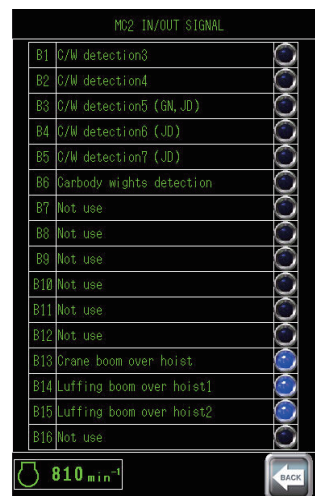 MC2 IN/OUT SIGNAL
B1 C/W detection3
B2 C/W detection4
B3 C/W detection5 (GN,JD)
B4 C/W detection6 (JD)
B5 C/W detection7 (JD)
B6 Carbody wights detection
B7 Not use
B8 Not use
B9 Not use
B10 Not use
B11 Not use
B12 Not use
B13 Crane boom over hoist
B14 Luffing boom over hoist1
B15 Luffing boom over hoist2
B16 Not use
810 min⁻¹
BACK